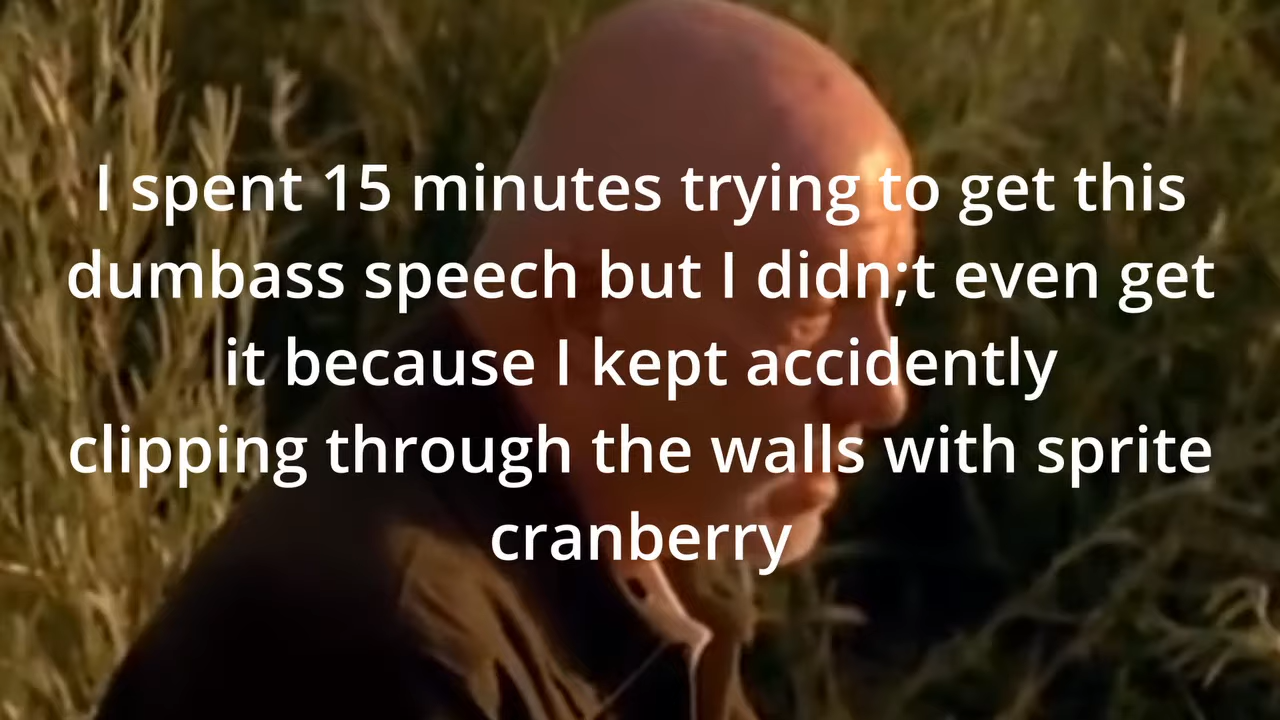 I spent 15 minutes trying to get this
dumbass speech but I didn;t even get
it because I kept accidently
clipping through the walls with sprite
cranberry